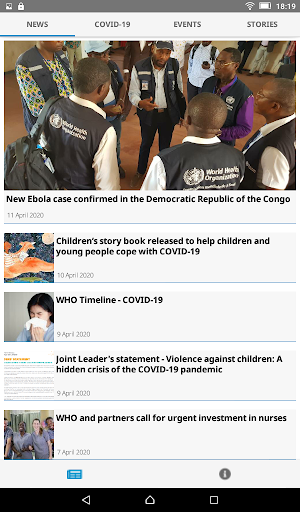 18:19
NEWS COVID-19 EVENTS STORIES
World Health
Organization
World Health
Organization
New Ebola case confirmed in the Democratic Republic of the Congo
11 April 2020
Children's story book released to help children and
young people cope with COVID-19
10 April 2020
WHO Timeline - COVID-19
9 April 2020
Joint Leader's statement - Violence against children: A
hidden crisis of the COVID-19 pandemic
9 April 2020
WHO and partners call for urgent investment in nurses
7 April 2020